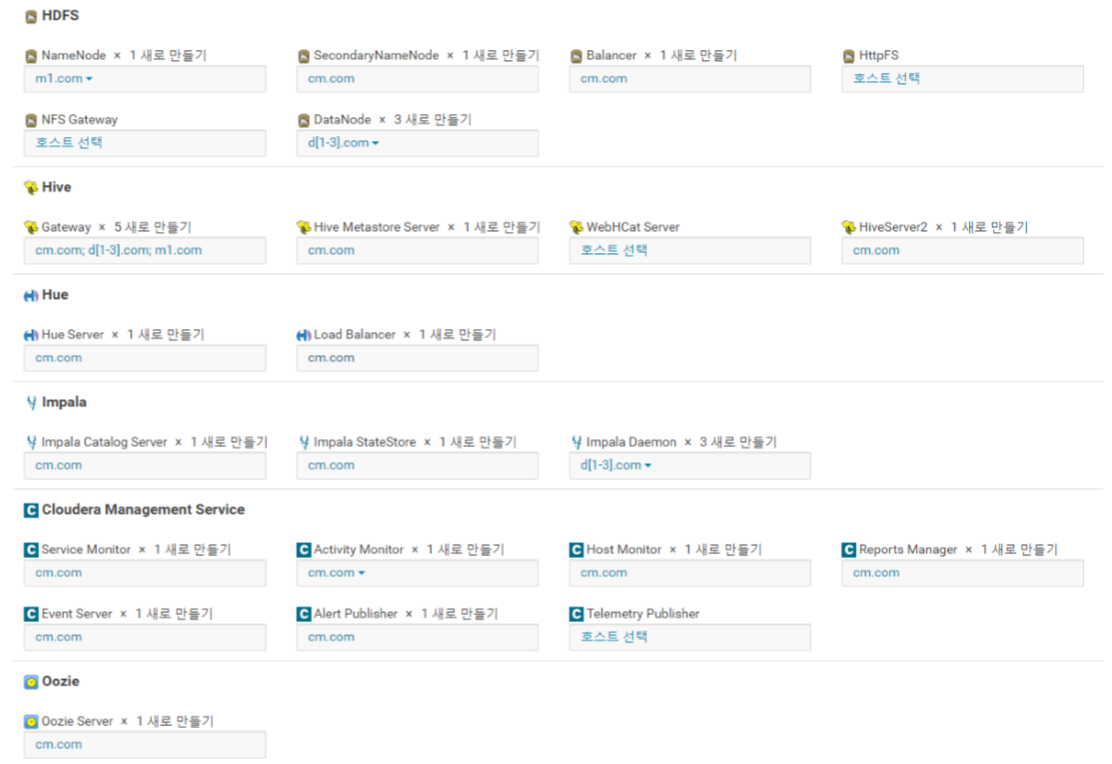 HDFS
NameNode × 1 새로 만들기 SecondaryNameNode × 1 새로 만들기 Balancer × 1 새로 만들기 HttpFS
m1.com cm.com cm.com 호스트 선택
NFS Gateway DataNode × 3 새로 만들기
호스트 선택 d[1-3].com
Hive
Gateway × 5 새로 만들기 Hive Metastore Server × 1 새로 만들기 WebHCat Server HiveServer2 × 1 새로 만들기
cm.com; d[1-3].com; m1.com cm.com 호스트 선택 cm.com
Hue
Hue Server × 1 새로 만들기 Load Balancer × 1 새로 만들기
cm.com cm.com
Impala
Impala Catalog Server × 1 새로 만들기 Impala StateStore × 1 새로 만들기 Impala Daemon × 3 새로 만들기
cm.com cm.com d[1-3].com
Cloudera Management Service
Service Monitor × 1 새로 만들기 Activity Monitor × 1 새로 만들기 Host Monitor × 1 새로 만들기 Reports Manager × 1 새로 만들기
cm.com cm.com cm.com cm.com
Event Server × 1 새로 만들기 Alert Publisher × 1 새로 만들기 Telemetry Publisher
cm.com cm.com 호스트 선택
Oozie
Oozie Server × 1 새로 만들기
cm.com